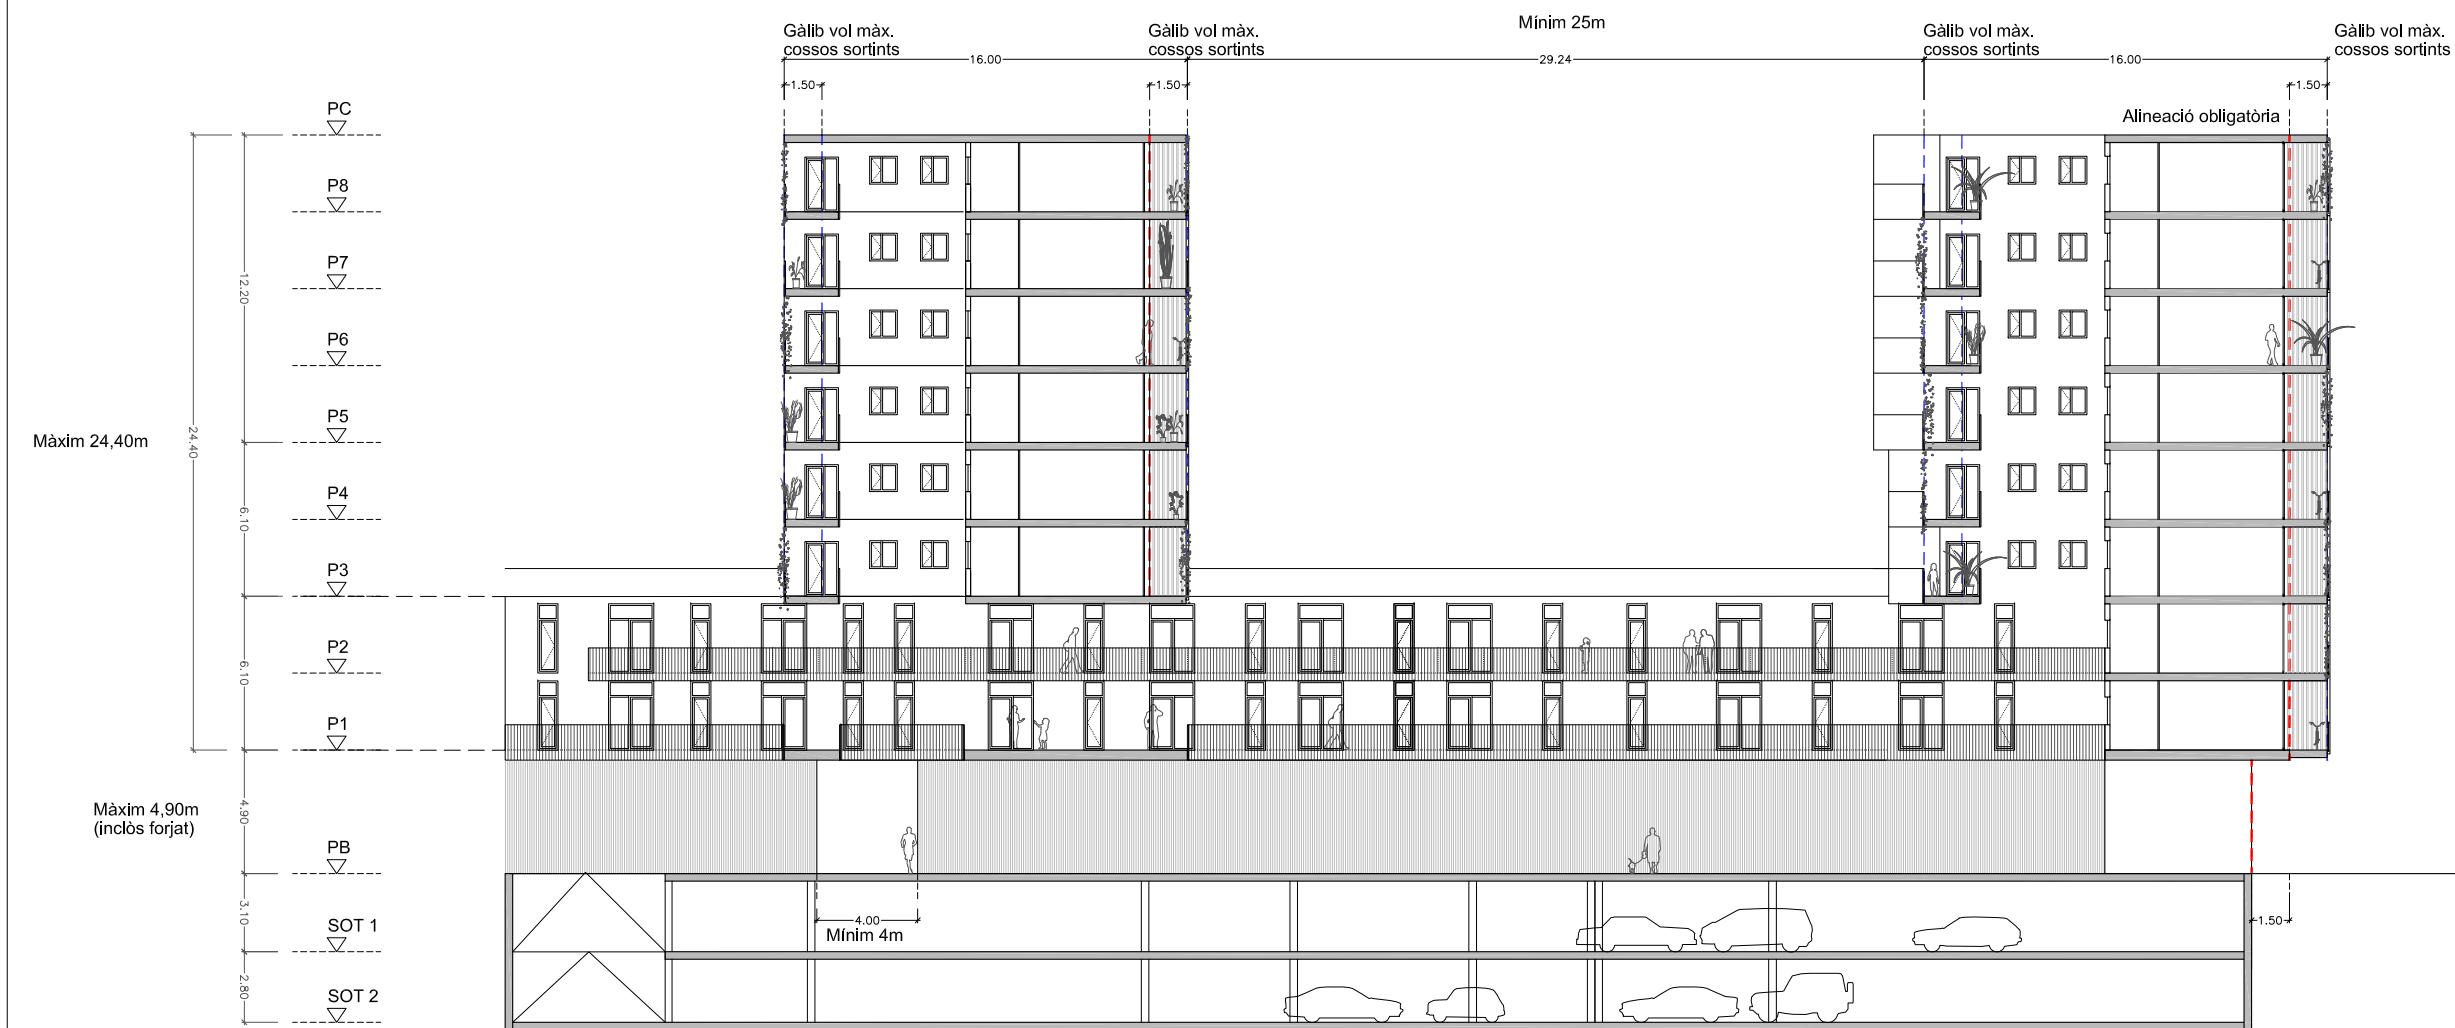 Mínim 25m
Gàlib vol màx.
cossos sortints
Gàlib vol màx.
cossos sortints
Gàlib vol màx.
cossos sortints
Gàlib vol màx.
cossos sortints
16.00
29.24
16.00
1.50
1.50
1.50
Alineació obligatòria
PC
P8
P7
12.20
P6
P5
Màxim 24,40m
24.40
P4
6.10
P3
P2
6.10
P1
Màxim 4,90m
(inclòs forjat)
4.90
PB
3.10
4.00
1.50
SOT 1
Mínim 4m
2.80
SOT 2